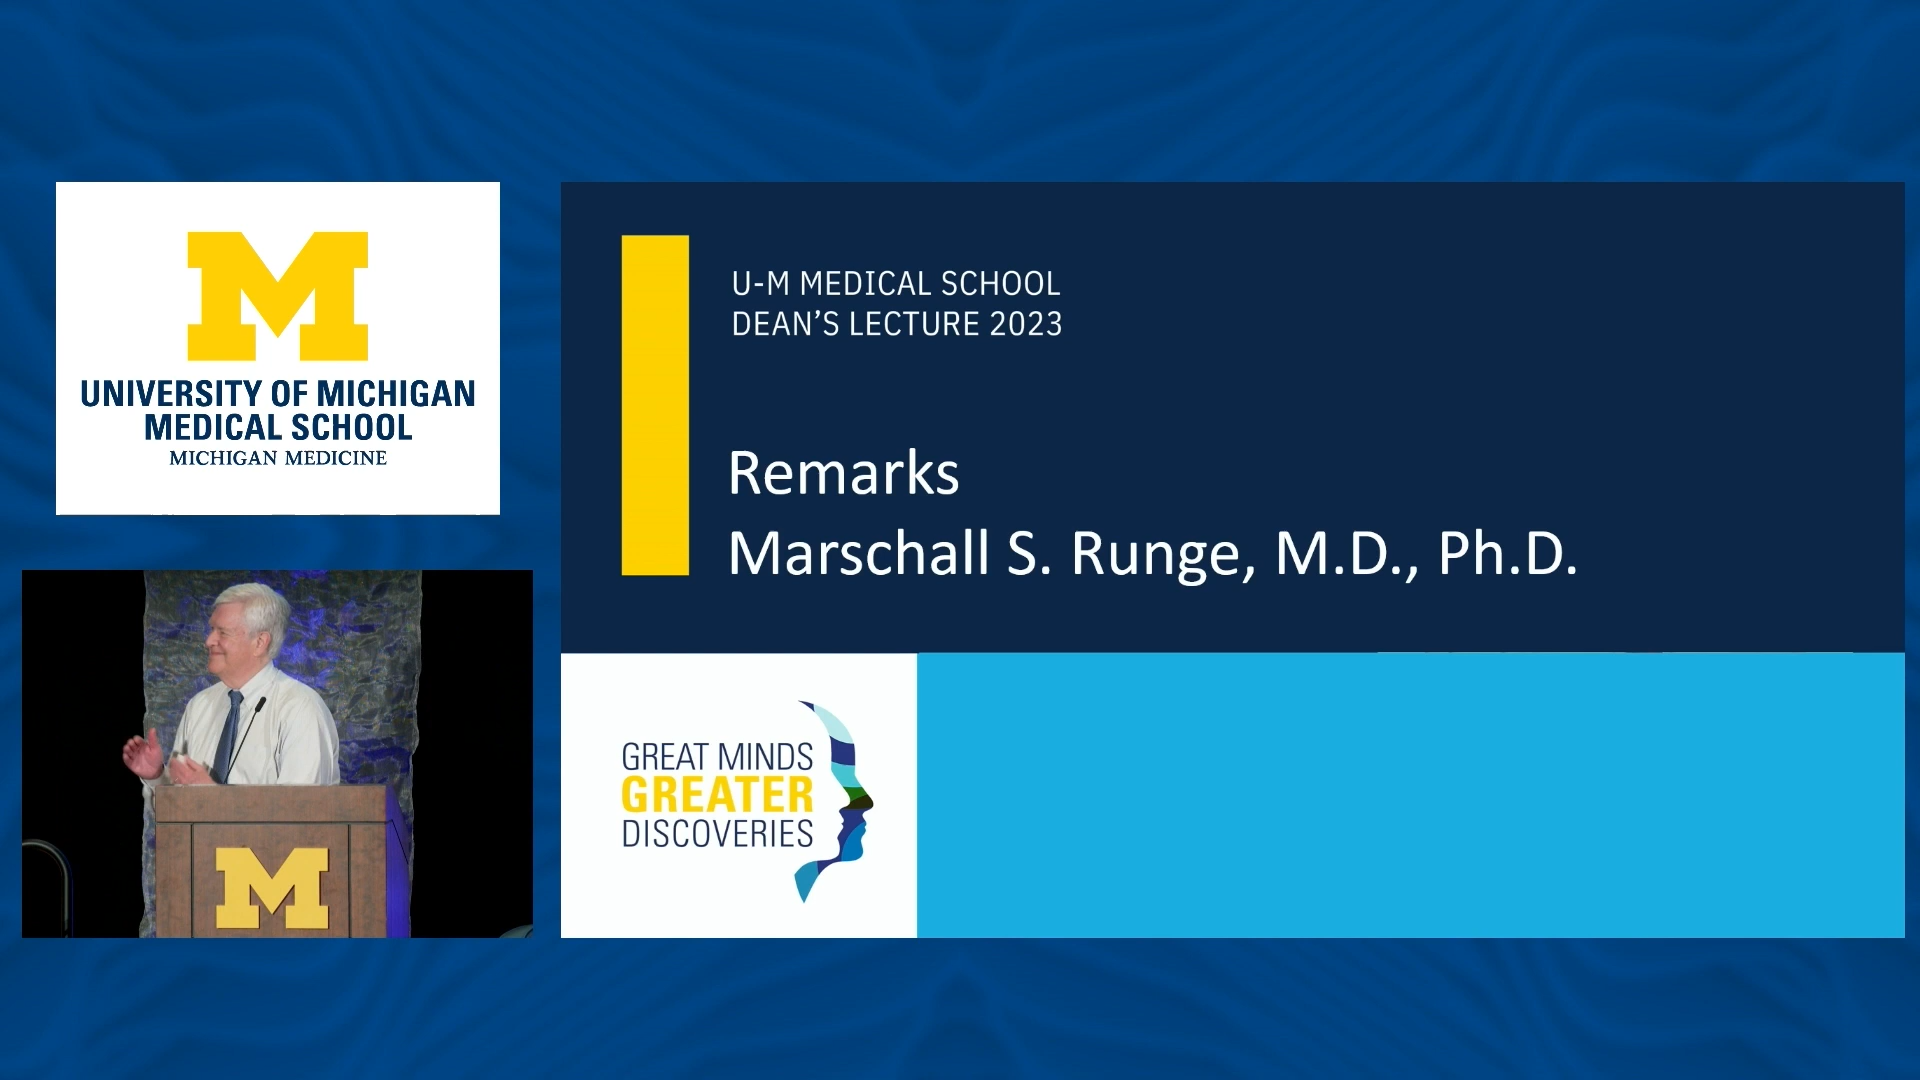 M
UNIVERSITY OF MICHIGAN
MEDICAL SCHOOL
MICHIGAN MEDICINE
U-M MEDICAL SCHOOL
DEAN’S LECTURE 2023
Remarks
Marschall S. Runge, M.D., Ph.D.
GREAT MINDS
GREATER
DISCOVERIES
M